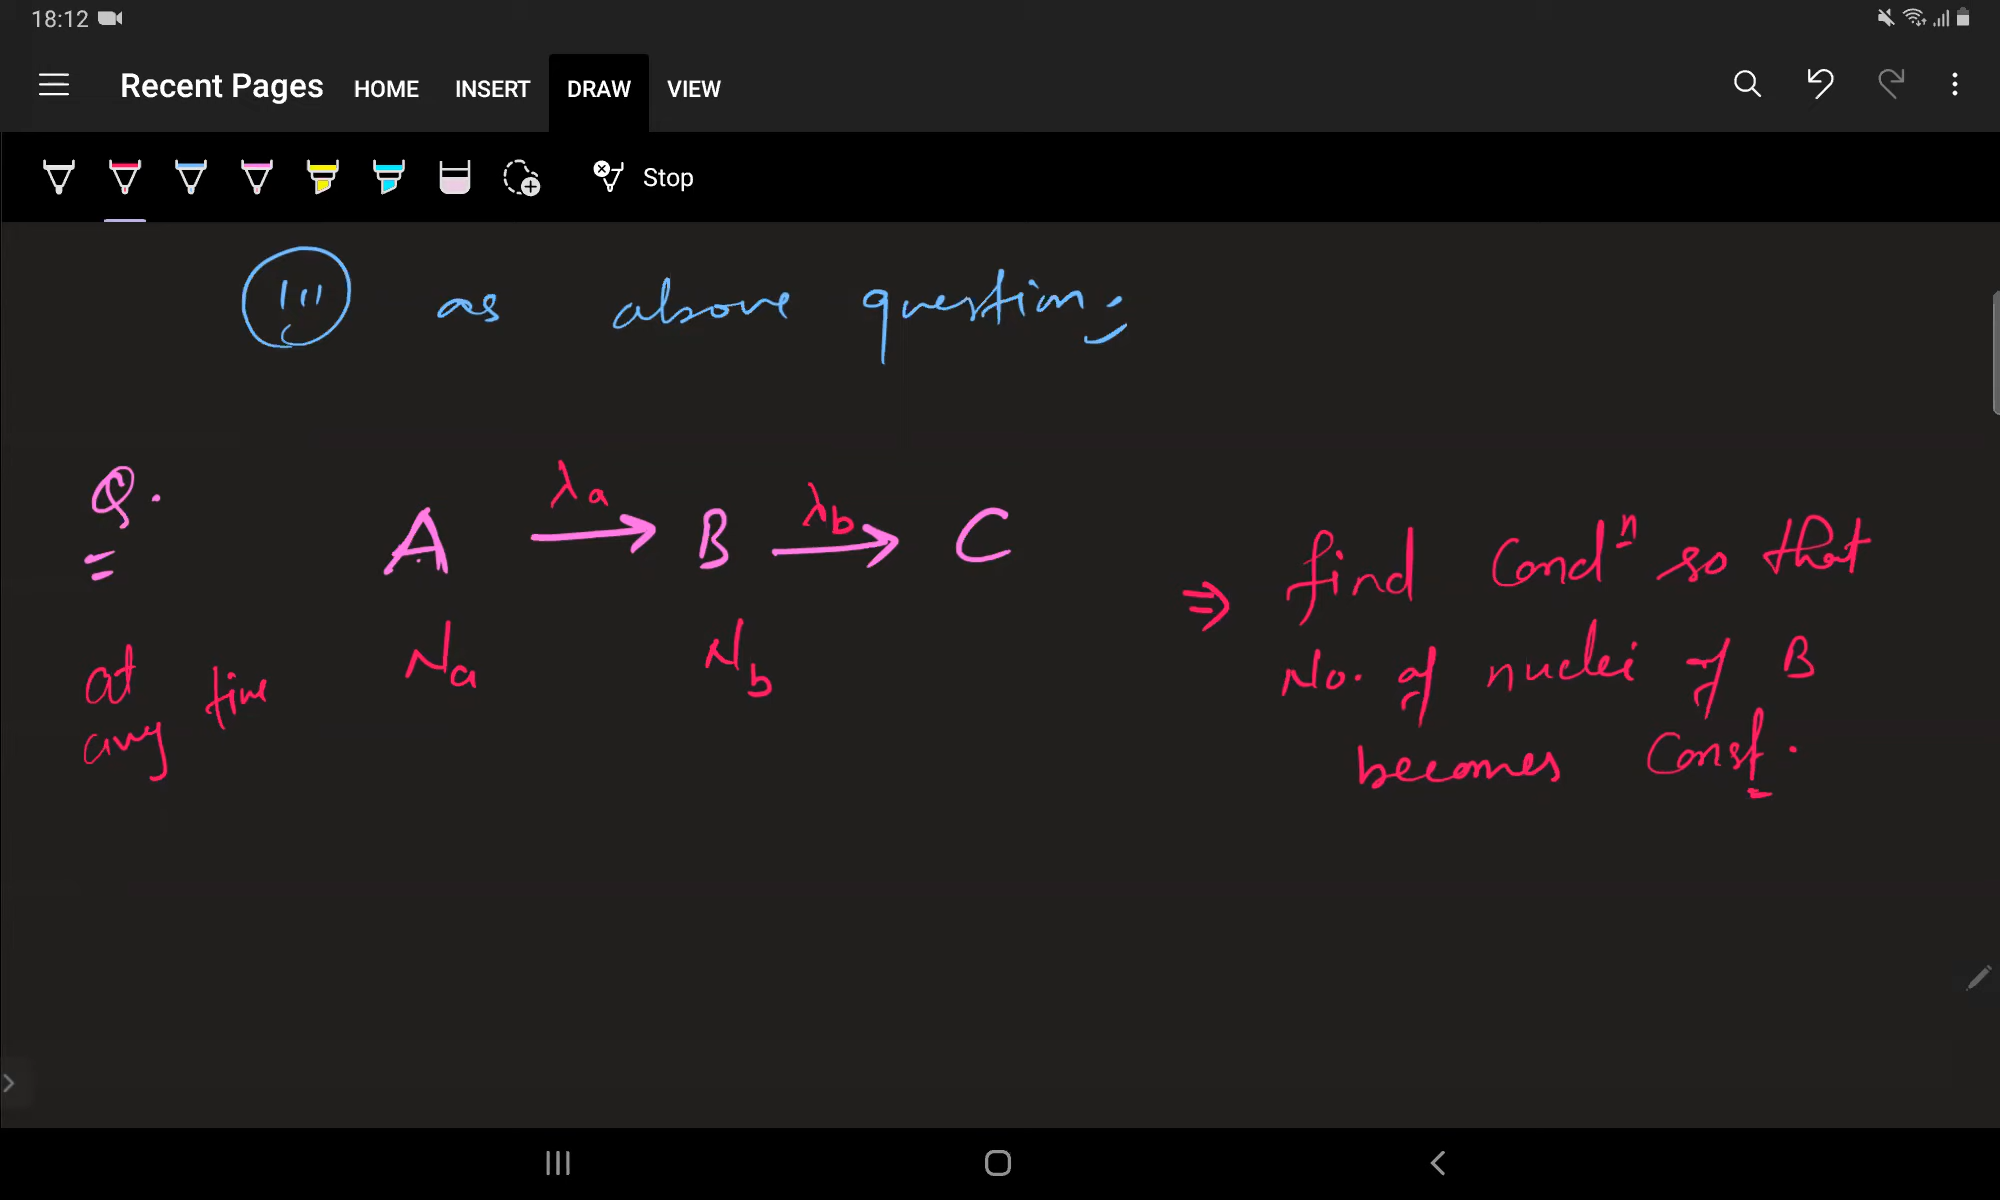 18:12
Recent Pages HOME INSERT DRAW VIEW
Stop
(iii) as above question.
Q. A λa→ B λb→ C
at any time Na Nb
⇒ find Condⁿ so that
No. of nuclei of B
becomes Const.